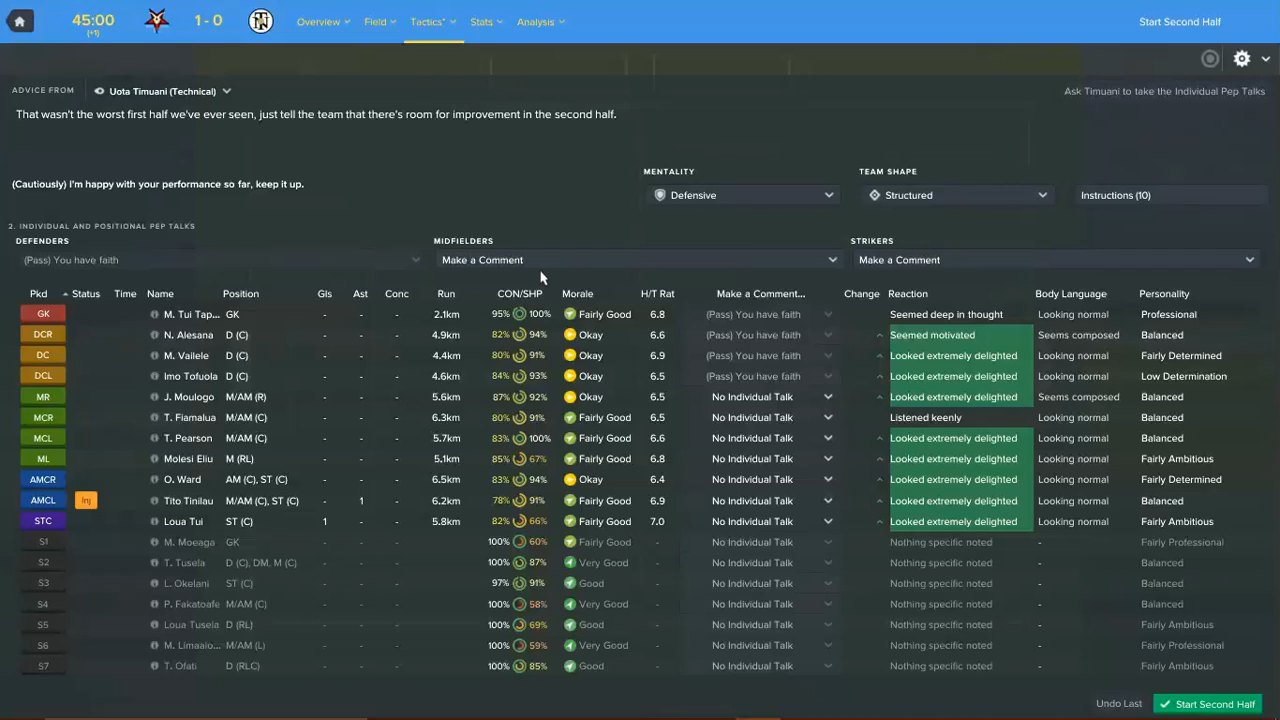 45:00 1 - 0 Overview Field Tactics* Stats Analysis Start Second Half
(+1)
ADVICE FROM Uota Timuani (Technical) Ask Timuani to take the Individual Pep Talks
That wasn't the worst first half we've ever seen, just tell the team that there's room for improvement in the second half.
MENTALITY TEAM SHAPE
(Cautiously) I'm happy with your performance so far, keep it up.
Defensive Structured Instructions (10)
2. INDIVIDUAL AND POSITIONAL PEP TALKS
DEFENDERS MIDFIELDERS STRIKERS
(Pass) You have faith Make a Comment Make a Comment
Pkd Status Time Name Position Gls Ast Conc Run CON/SHP Morale H/T Rat Make a Comment... Change Reaction Body Language Personality
GK M. Tui Tap... GK - - - 2.1km 95% 100% Fairly Good 6.8 (Pass) You have faith Seemed deep in thought Looking normal Professional
DCR N. Alesana D (C) - - - 4.9km 82% 94% Okay 6.6 (Pass) You have faith Seemed motivated Seems composed Balanced
DC M. Vailele D (C) - - - 4.4km 80% 91% Okay 6.9 (Pass) You have faith Looked extremely delighted Looking normal Fairly Determined
DCL Imo Tofuola D (C) - - - 4.6km 84% 93% Okay 6.5 (Pass) You have faith Looked extremely delighted Looking normal Low Determination
MR J. Moulogo M/AM (R) - - - 5.6km 87% 92% Okay 6.5 No Individual Talk Looked extremely delighted Seems composed Balanced
MCR T. Fiamalua M/AM (C) - - - 6.3km 80% 91% Fairly Good 6.5 No Individual Talk Listened keenly Looking normal Balanced
MCL T. Pearson M/AM (C) - - - 5.7km 83% 100% Fairly Good 6.6 No Individual Talk Looked extremely delighted Looking normal Balanced
ML Molesi Eliu M (RL) - - - 5.1km 85% 67% Fairly Good 6.8 No Individual Talk Looked extremely delighted Looking normal Fairly Ambitious
AMCR O. Ward AM (C), ST (C) - - - 6.5km 83% 94% Okay 6.4 No Individual Talk Looked extremely delighted Looking normal Fairly Determined
AMCL Inj Tito Tinilau M/AM (C), ST (C) - 1 - 6.2km 78% 91% Fairly Good 6.9 No Individual Talk Looked extremely delighted Looking normal Balanced
STC Loua Tui ST (C) 1 - - 5.8km 82% 66% Fairly Good 7.0 No Individual Talk Looked extremely delighted Looking normal Fairly Ambitious
S1 M. Moeaga GK - - - 100% 60% Fairly Good - No Individual Talk Nothing specific noted - Fairly Professional
S2 T. Tusela D (C), DM, M (C) - - - 100% 87% Very Good - No Individual Talk Nothing specific noted - Balanced
S3 L. Okelani ST (C) - - - 97% 91% Good - No Individual Talk Nothing specific noted - Balanced
S4 P. Fakatoafe M/AM (C) - - - 100% 58% Very Good - No Individual Talk Nothing specific noted - Balanced
S5 Loua Tusela D (RL) - - - 100% 69% Good - No Individual Talk Nothing specific noted - Fairly Ambitious
S6 M. Limaalo... M/AM (L) - - - 100% 59% Very Good - No Individual Talk Nothing specific noted - Fairly Ambitious
S7 T. Ofati D (RLC) - - - 100% 85% Good - No Individual Talk Nothing specific noted - Fairly Ambitious
Undo Last Start Second Half